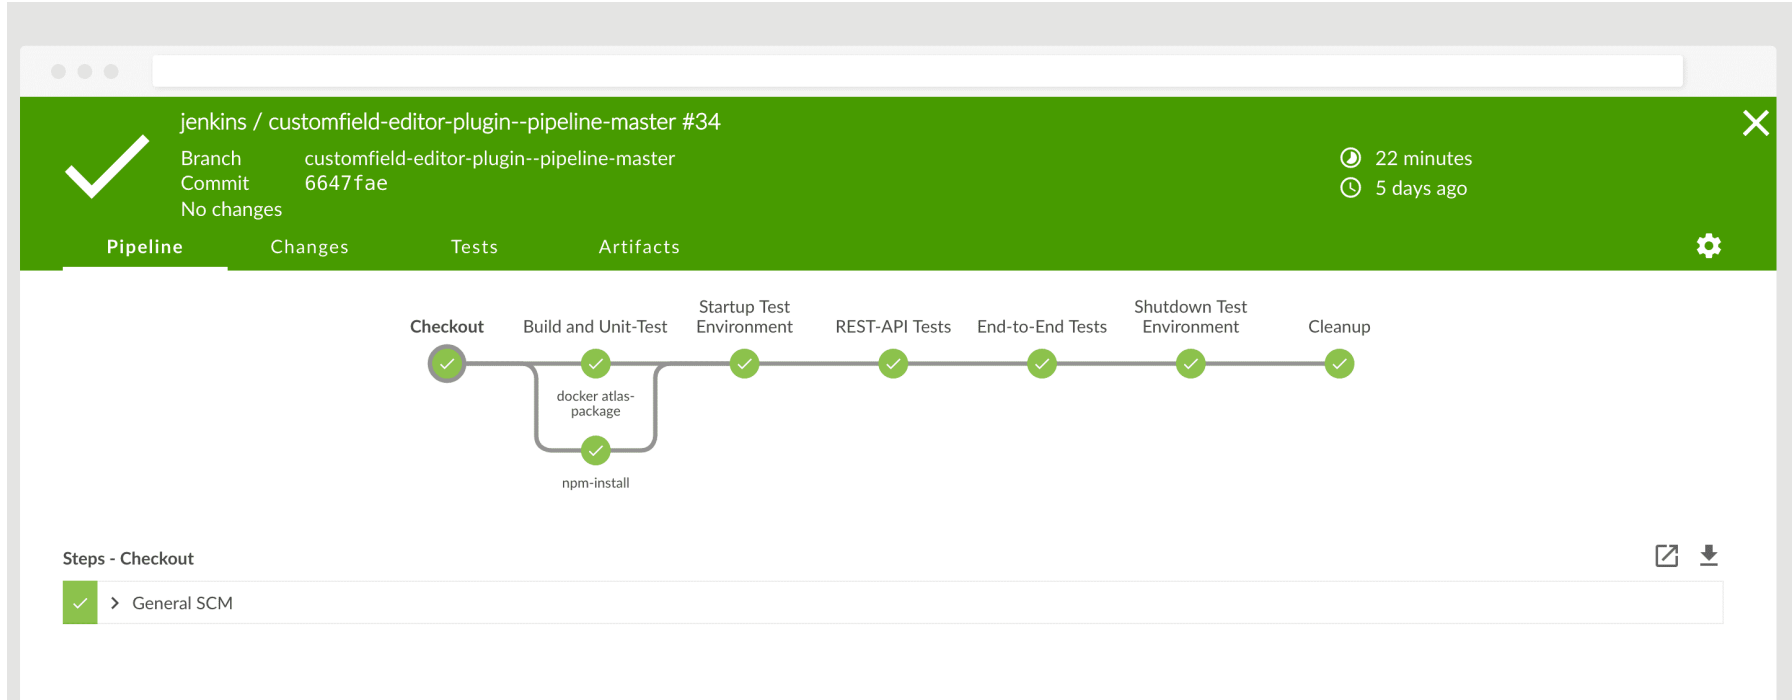 jenkins / customfield-editor-plugin--pipeline-master #34
Branch customfield-editor-plugin--pipeline-master
Commit 6647fae
No changes
22 minutes
5 days ago
Pipeline Changes Tests Artifacts
Checkout
Build and Unit-Test
Startup Test
Environment
REST-API Tests
End-to-End Tests
Shutdown Test
Environment
Cleanup
docker atlas-
package
npm-install
Steps - Checkout
General SCM